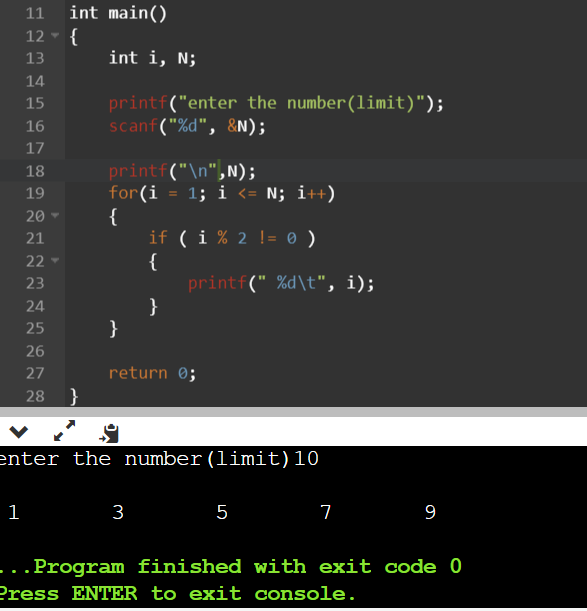 11 int main()
12 {
13 int i, N;
14
15 printf("enter the number(limit)");
16 scanf("%d", &N);
17
18 printf("\n",N);
19 for(i = 1; i <= N; i++)
20 {
21 if ( i % 2 != 0 )
22 {
23 printf(" %d\t", i);
24 }
25 }
26
27 return 0;
28 }
enter the number(limit)10
1 3 5 7 9
...Program finished with exit code 0
Press ENTER to exit console.